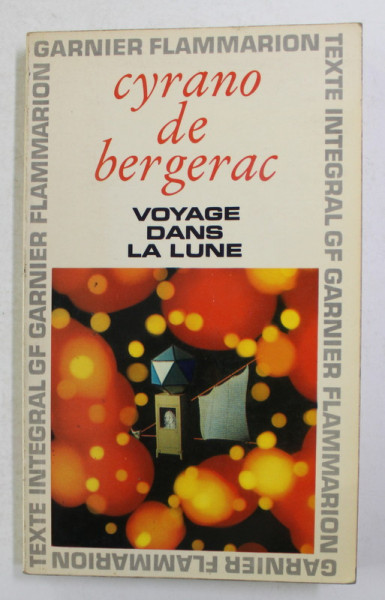 GARNIER FLAMMARION
TEXTE INTEGRAL GF GARNIER FLAMMARION
GARNIER FLAMMARION
TEXTE INTEGRAL GF GARNIER FLAMMARION
cyrano
de
bergerac
VOYAGE
DANS
LA LUNE